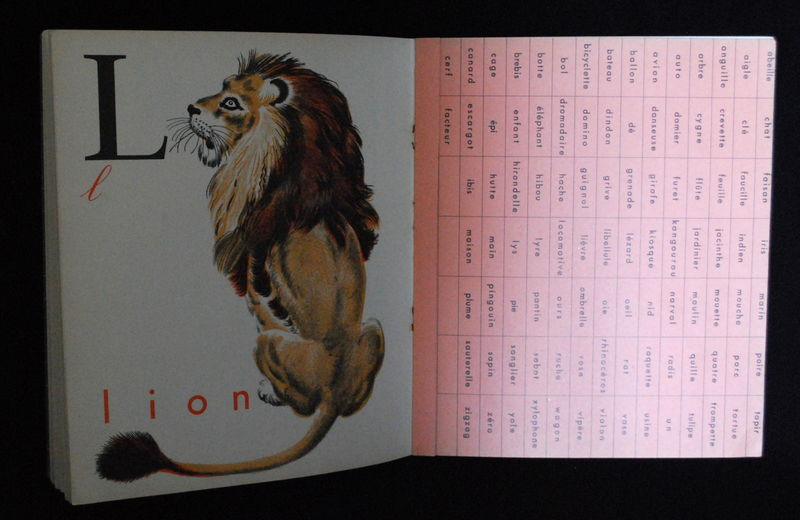 L
l
lion
abeille chat faisan iris marin poire tapir
aigle clé faucille indien mouche porc tortue
anguille crevette feuille jacinthe mouette quatre trompette
arbre cygne flûte jardinier moulin quille tulipe
auto damier furet kangourou narval radis un
avion danseuse girafe kiosque nid raquette usine
ballon dé grenade lézard oeil rat vase
bateau dindon grive libellule oie rhinocéros violon
bicyclette domino guignol lièvre ombrelle rose vipère
bol dromadaire hache locomotive ours ruche wagon
botte éléphant hibou lyre pantin sabot xylophone
brebis enfant hirondelle lys pie sanglier yole
cage épi hutte main pingouin sapin zéro
canard escargot ibis maison plume sauterelle zigzag
cerf facteur